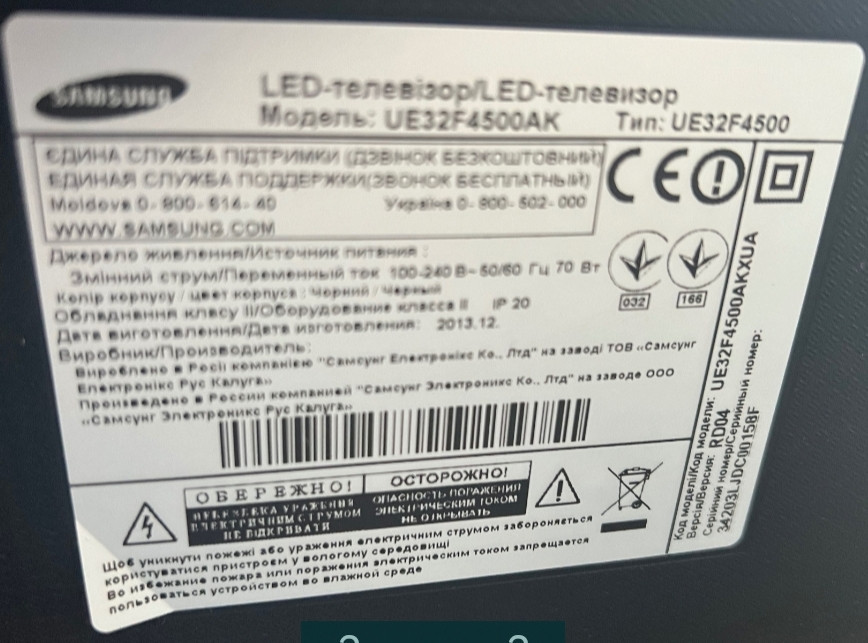 SAMSUNG
LED-телевізор/LED-телевизор
Модель: UE32F4500AK Тип: UE32F4500
ЄДИНА СЛУЖБА ПІДТРИМКИ (ДЗВІНОК БЕЗКОШТОВНИЙ)
ЕДИНАЯ СЛУЖБА ПОДДЕРЖКИ(ЗВОНОК БЕСПЛАТНЫЙ)
Moldova 0-800-614-40 Україна 0-800-502-000
WWW.SAMSUNG.COM
Джерело живлення/Источник питания :
Змінний струм/Переменный ток 100-240 В~ 50/60 Гц 70 Вт
Колір корпусу / цвет корпуса : Чорний / Черный
Обладнання класу II/Оборудование класса II IP 20
Дата виготовлення/Дата изготовления: 2013.12.
Виробник/Производитель:
Вироблено в Росії компанією "Самсунг Електронікс Ко., Лтд" на заводі ТОВ «Самсунг
Електронікс Рус Калуга»
Произведено в России компанией "Самсунг Электроникс Ко., Лтд" на заводе ООО
«Самсунг Электроникс Рус Калуга»
032 166
ОБЕРЕЖНО!
НЕБЕЗПЕКА УРАЖЕННЯ
ЕЛЕКТРИЧНИМ СТРУМОМ
НЕ ВІДКРИВАТИ
ОСТОРОЖНО!
ОПАСНОСТЬ ПОРАЖЕНИЯ
ЭЛЕКТРИЧЕСКИМ ТОКОМ
НЕ ОТКРЫВАТЬ
Щоб уникнути пожежі або ураження електричним струмом забороняється
користуватися пристроєм у вологому середовищі
Во избежание пожара или поражения электрическим током запрещается
пользоваться устройством во влажной среде
Код моделі/Код модели: UE32F4500AKXUA
Версія/Версия: RD04
Серійний номер/Серийный номер:
34203LJDC00158F